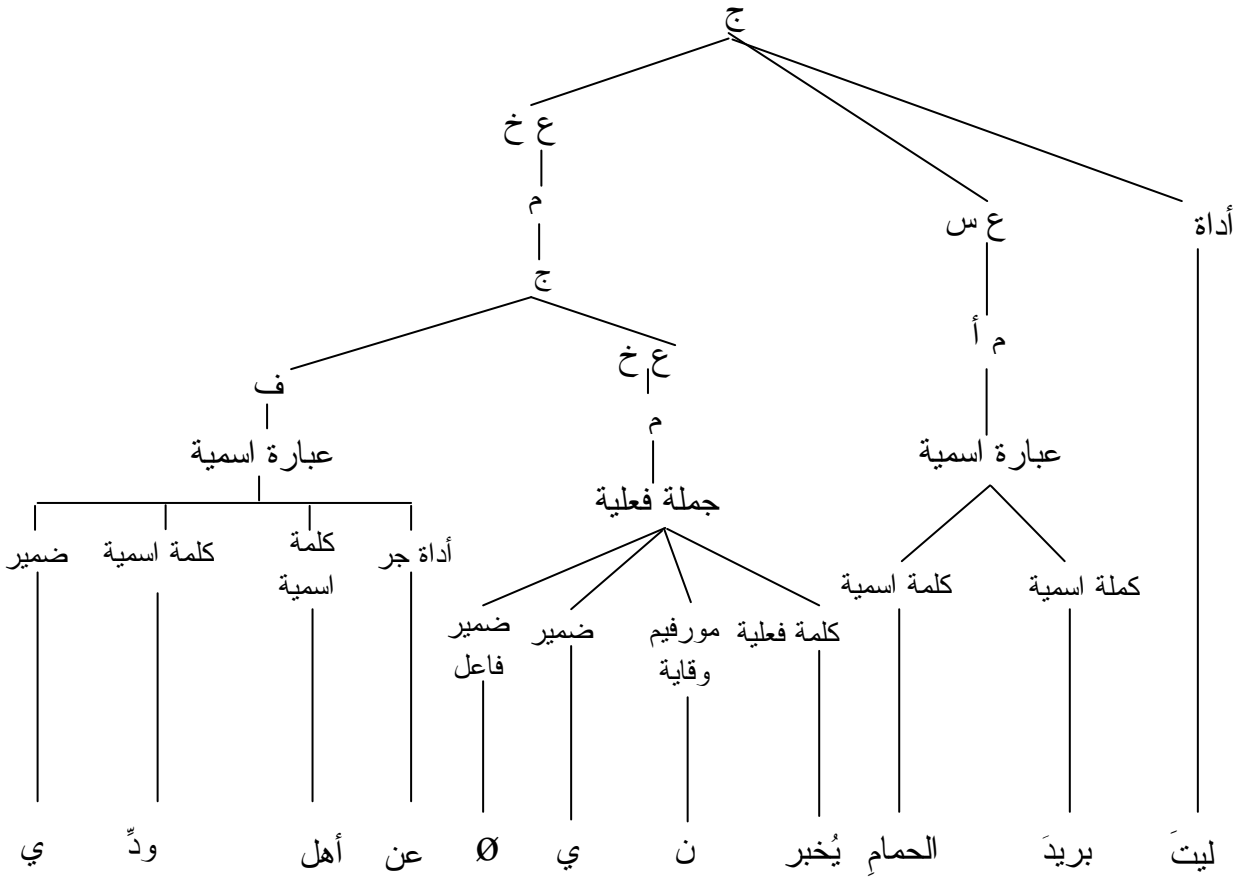 ج
ع خ
م
أداة
ع س
ج
م أ
ع خ
ف
م
عبارة اسمية
عبارة اسمية
جملة فعلية
أداة جر
كلمة
اسمية
كلمة اسمية
ضمير
كملة اسمية
كلمة اسمية
كلمة فعلية
مورفيم
وقاية
ضمير
ضمير
فاعل
ليتَ بريدَ الحمامِ يُخبر ن ي Ø عن أهل ودِّ ي